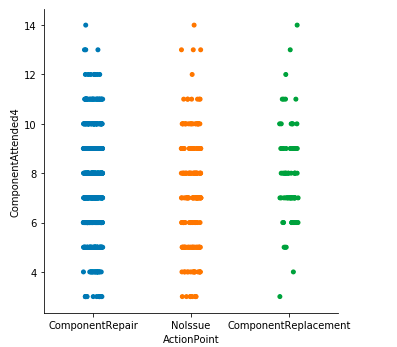 14
12
10
8
6
4
ComponentAttended4
ComponentRepair
NoIssue
ComponentReplacement
ActionPoint